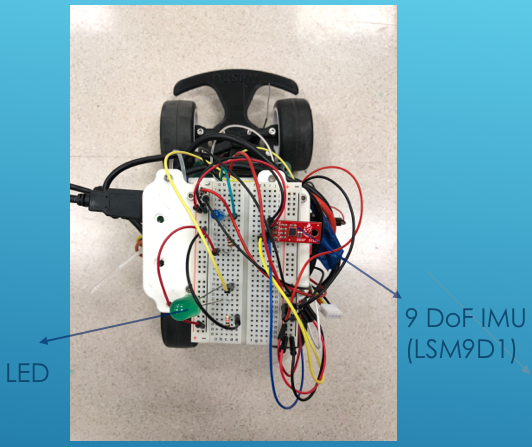 LED
9 DoF IMU
(LSM9D1)